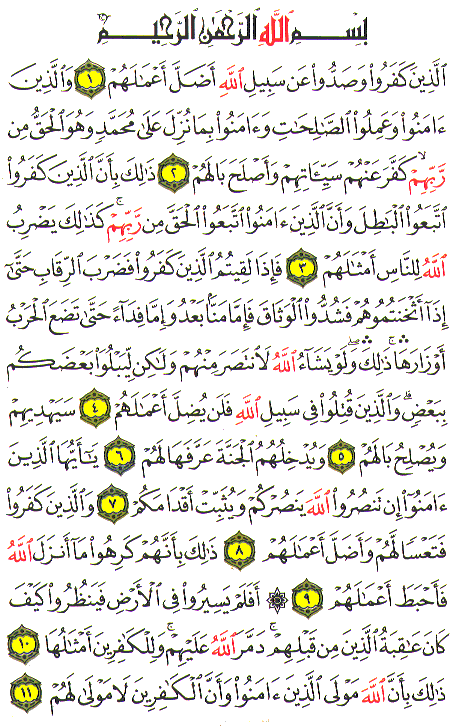 بِسْمِ ٱللَّهِ ٱلرَّحْمَٰنِ ٱلرَّحِيمِ
ٱلَّذِينَ كَفَرُوا۟ وَصَدُّوا۟ عَن سَبِيلِ ٱللَّهِ أَضَلَّ أَعْمَٰلَهُمْ ١ وَٱلَّذِينَ
ءَامَنُوا۟ وَعَمِلُوا۟ ٱلصَّٰلِحَٰتِ وَءَامَنُوا۟ بِمَا نُزِّلَ عَلَىٰ مُحَمَّدٍ وَهُوَ ٱلْحَقُّ مِن
رَّبِّهِمْ ۙ كَفَّرَ عَنْهُمْ سَيِّـَٔاتِهِمْ وَأَصْلَحَ بَالَهُمْ ٢ ذَٰلِكَ بِأَنَّ ٱلَّذِينَ كَفَرُوا۟
ٱتَّبَعُوا۟ ٱلْبَٰطِلَ وَأَنَّ ٱلَّذِينَ ءَامَنُوا۟ ٱتَّبَعُوا۟ ٱلْحَقَّ مِن رَّبِّهِمْ ۚ كَذَٰلِكَ يَضْرِبُ
ٱللَّهُ لِلنَّاسِ أَمْثَٰلَهُمْ ٣ فَإِذَا لَقِيتُمُ ٱلَّذِينَ كَفَرُوا۟ فَضَرْبَ ٱلرِّقَابِ حَتَّىٰٓ
إِذَآ أَثْخَنتُمُوهُمْ فَشُدُّوا۟ ٱلْوَثَاقَ فَإِمَّا مَنًّۢا بَعْدُ وَإِمَّا فِدَآءً حَتَّىٰ تَضَعَ ٱلْحَرْبُ
أَوْزَارَهَا ۚ ذَٰلِكَ وَلَوْ يَشَآءُ ٱللَّهُ لَٱنتَصَرَ مِنْهُمْ وَلَٰكِن لِّيَبْلُوَا۟ بَعْضَكُم
بِبَعْضٍ ۗ وَٱلَّذِينَ قُتِلُوا۟ فِى سَبِيلِ ٱللَّهِ فَلَن يُضِلَّ أَعْمَٰلَهُمْ ٤ سَيَهْدِيهِمْ
وَيُصْلِحُ بَالَهُمْ ٥ وَيُدْخِلُهُمُ ٱلْجَنَّةَ عَرَّفَهَا لَهُمْ ٦ يَٰٓأَيُّهَا ٱلَّذِينَ
ءَامَنُوٓا۟ إِن تَنصُرُوا۟ ٱللَّهَ يَنصُرْكُمْ وَيُثَبِّتْ أَقْدَامَكُمْ ٧ وَٱلَّذِينَ كَفَرُوا۟
فَتَعْسًا لَّهُمْ وَأَضَلَّ أَعْمَٰلَهُمْ ٨ ذَٰلِكَ بِأَنَّهُمْ كَرِهُوا۟ مَآ أَنزَلَ ٱللَّهُ
فَأَحْبَطَ أَعْمَٰلَهُمْ ٩ ۞ أَفَلَمْ يَسِيرُوا۟ فِى ٱلْأَرْضِ فَيَنظُرُوا۟ كَيْفَ
كَانَ عَٰقِبَةُ ٱلَّذِينَ مِن قَبْلِهِمْ ۚ دَمَّرَ ٱللَّهُ عَلَيْهِمْ ۖ وَلِلْكَٰفِرِينَ أَمْثَٰلُهَا ١٠
ذَٰلِكَ بِأَنَّ ٱللَّهَ مَوْلَى ٱلَّذِينَ ءَامَنُوا۟ وَأَنَّ ٱلْكَٰفِرِينَ لَا مَوْلَىٰ لَهُمْ ١١